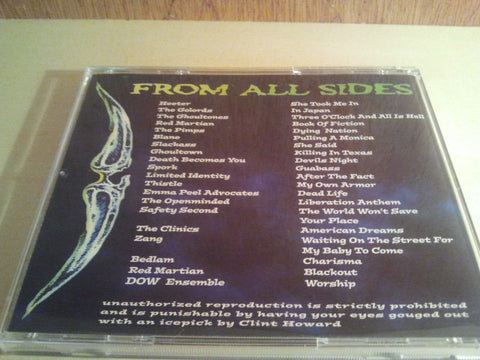 FROM ALL SIDES
Heeter She Took Me In
The Golords In Japan
The Ghoultones Three O'Clock And All Is Hell
Red Martian Book Of Fiction
The Pimps Dying Nation
Blane Pulling A Monica
Slackass She Said
Ghoultown Killing In Texas
Death Becomes You Devils Night
Spork Guabass
Limited Identity After The Fact
Thistle My Own Armor
Emma Peel Advocates Dead Life
The Openminded Liberation Anthem
Safety Second The World Won't Save
Your Place
The Clinics American Dreams
Zang Waiting On The Street For
My Baby To Come
Bedlam Charisma
Red Martian Blackout
DOW Ensemble Worship
unauthorized reproduction is strictly prohibited
and is punishable by having your eyes gouged out
with an icepick by Clint Howard